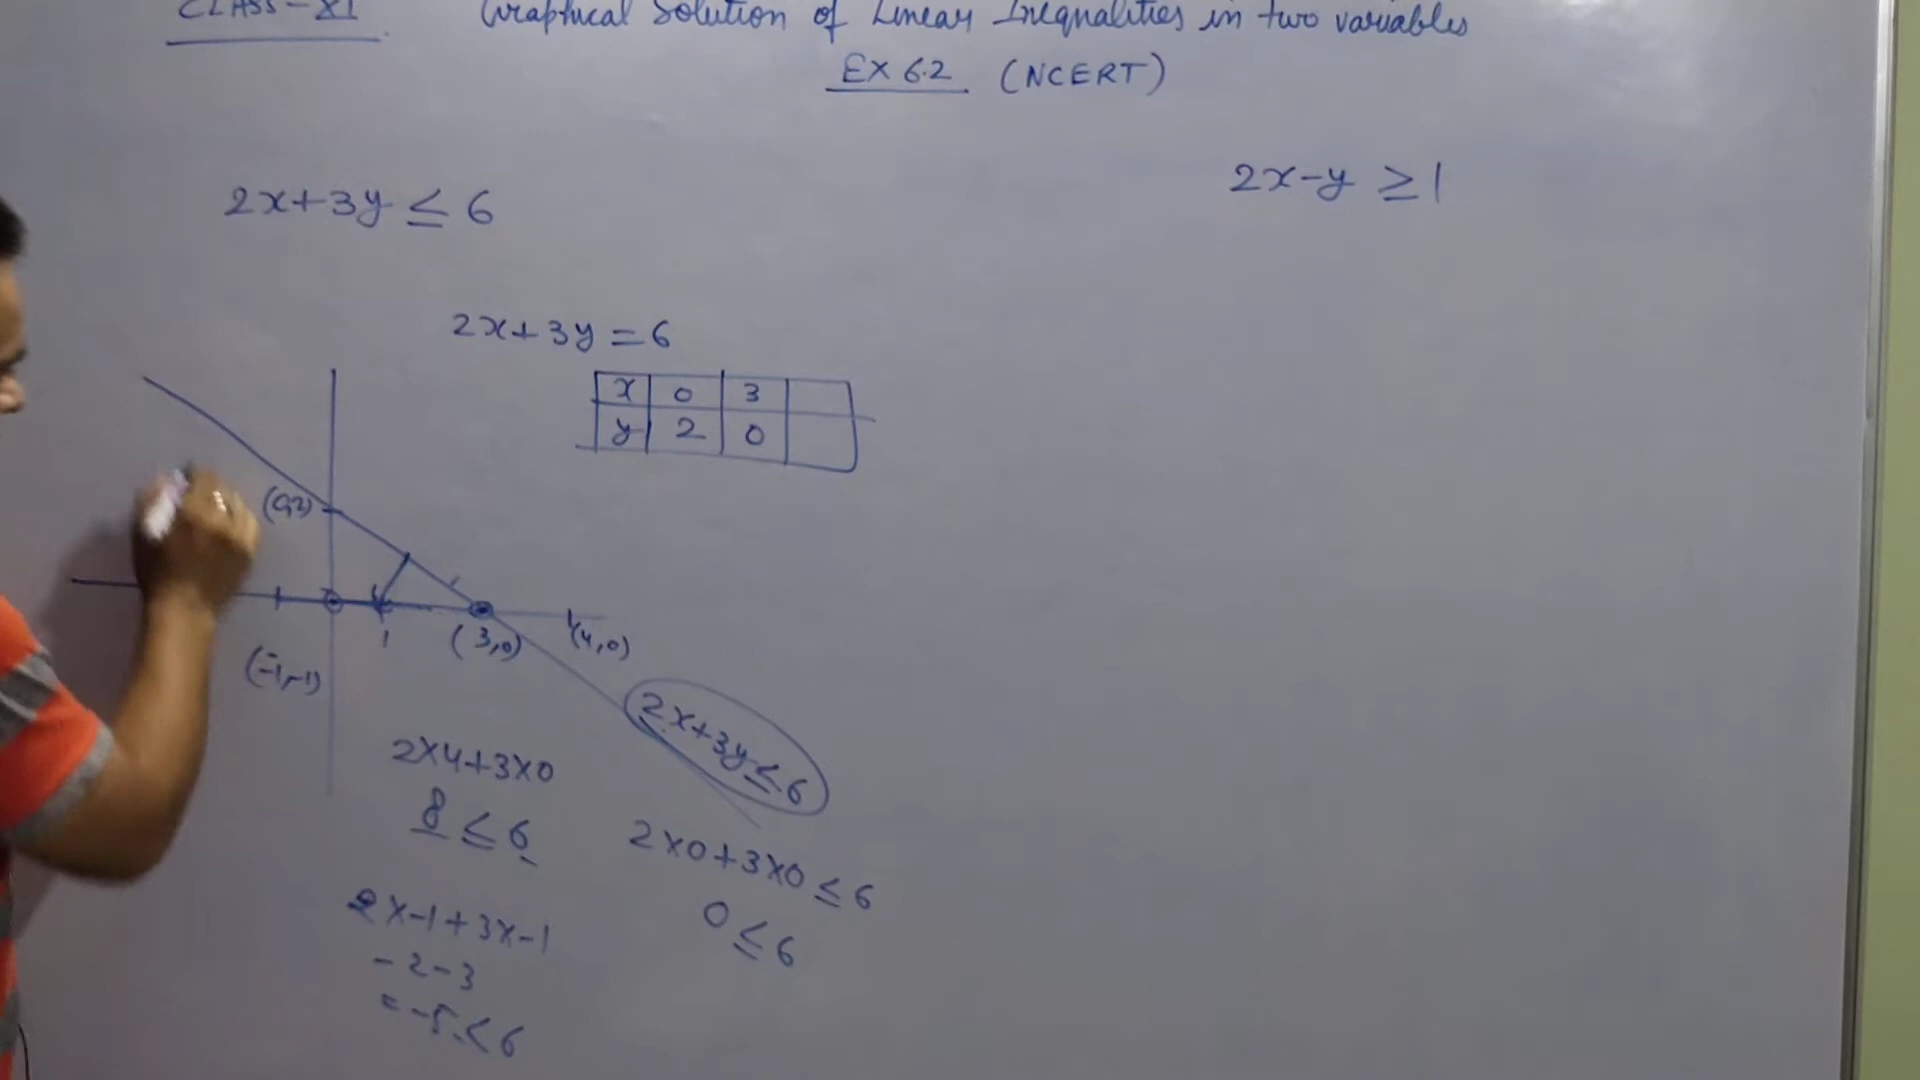 CLASS-XI
Graphical Solution of Linear Inequalities in two variables
EX 6.2 (NCERT)
2x+3y ≤ 6
2x-y ≥ 1
2x+3y = 6
x 0 3
y 2 0
(0,2)
1
(3,0)
(4,0)
(-1,-1)
2x+3y ≤ 6
2×4+3×0
8 ≤ 6
2×0+3×0 ≤ 6
0 ≤ 6
2×-1+3×-1
-2-3
= -5 < 6